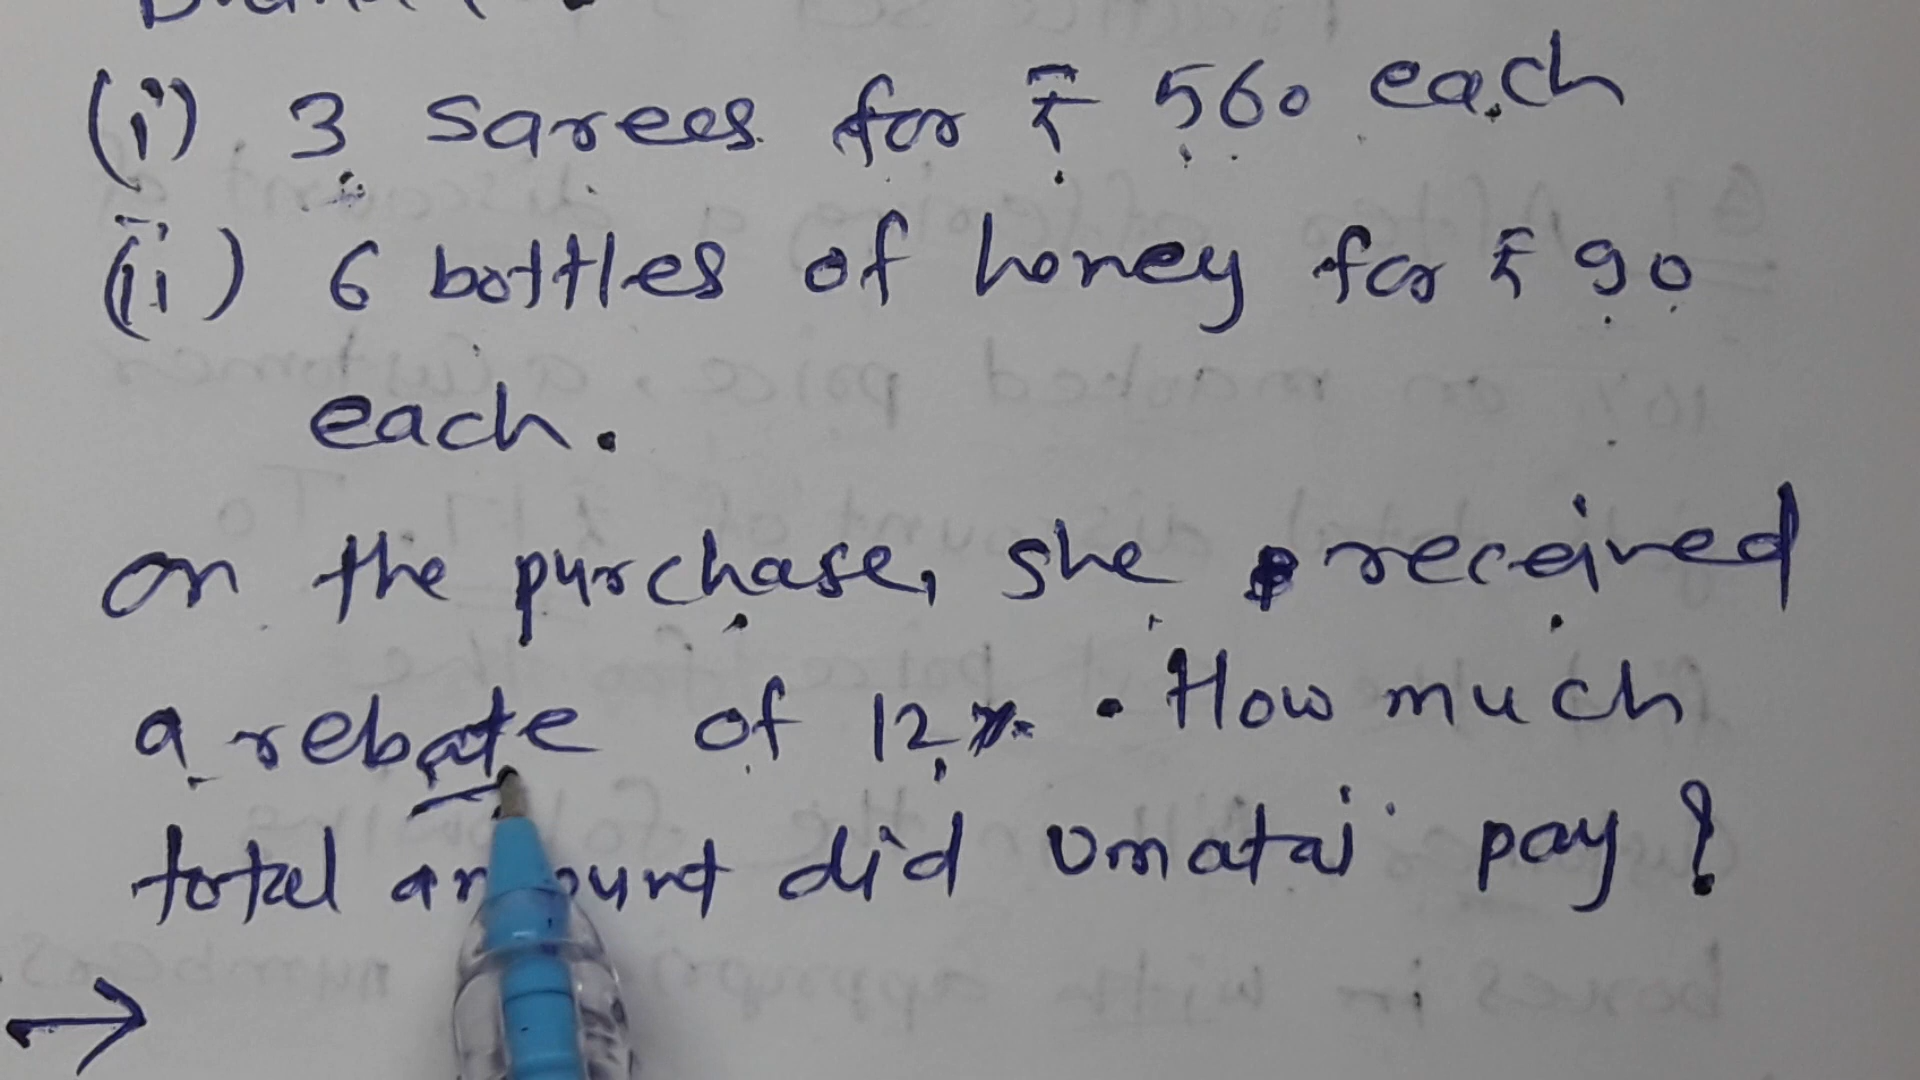 (i) 3 sarees for ₹ 560 each
(ii) 6 bottles of honey for ₹ 90
each.
on the purchase, she received
a rebate of 12%. How much
total amount did Umatai pay?
→